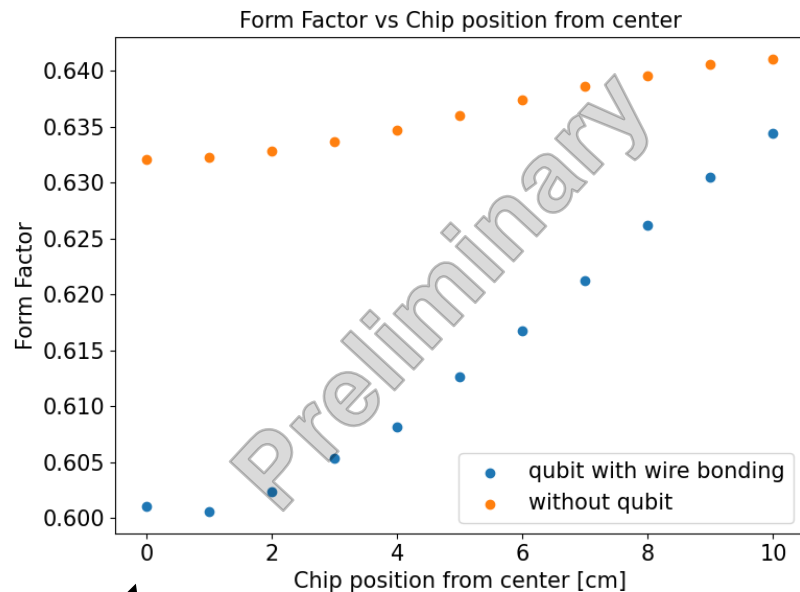 Form Factor vs Chip position from center
0.640
0.635
0.630
0.625
0.620
0.615
0.610
0.605
0.600
Form Factor
Preliminary
qubit with wire bonding
without qubit
0 2 4 6 8 10
Chip position from center [cm]